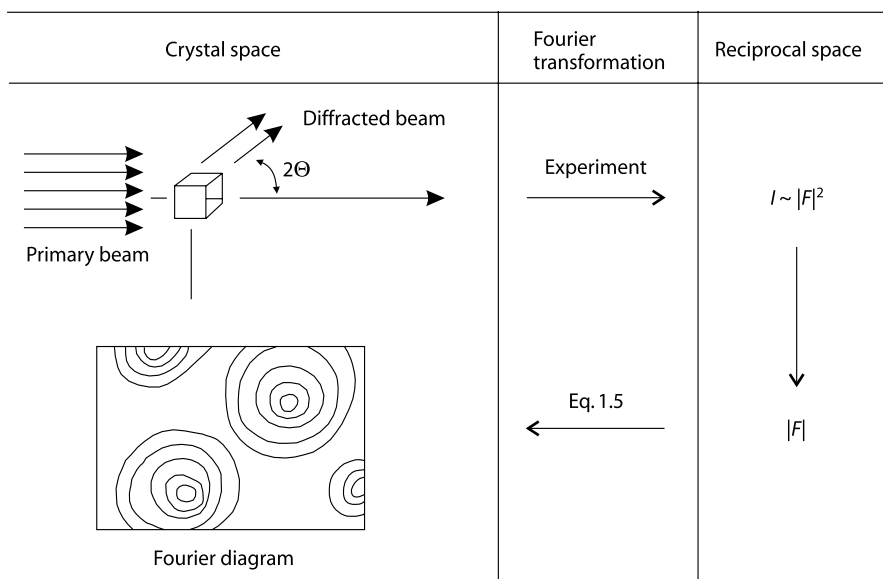 Crystal space
Fourier
transformation
Reciprocal space
Diffracted beam
2Θ
Primary beam
Experiment
I ~ |F|²
Eq. 1.5
|F|
Fourier diagram